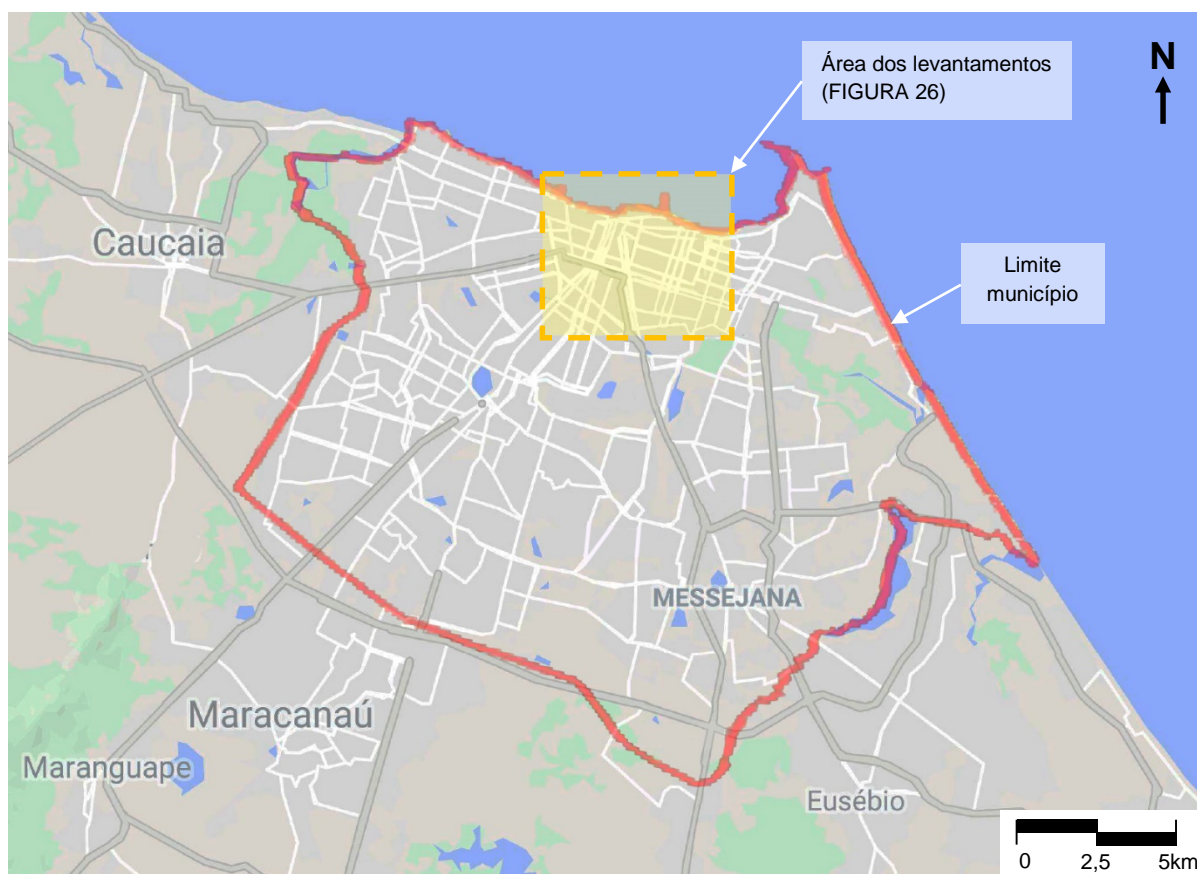 Área dos levantamentos
(FIGURA 26)
N
Caucaia
Limite
município
MESSEJANA
Maracanaú
Maranguape
Eusébio
0 2,5 5km